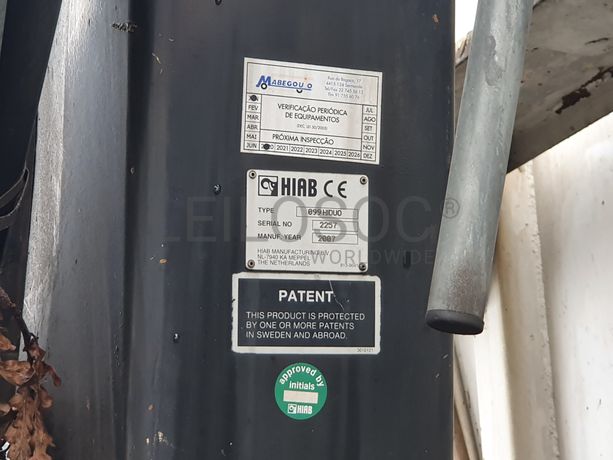 MABEGOUJO
FEV
MAR
ABR
MAI
JUN
VERIFICAÇÃO PERIÓDICA
DE EQUIPAMENTOS
PRÓXIMA INSPECÇÃO
2021 2022 2023 2024 2025 2026
JUL
AGO
SET
OUT
NOV
DEZ
HIAB CE
TYPE 099 HIDUO
SERIAL NO 2257
MANUF. YEAR 2007
HIAB MANUFACTURING B.V.
NL-7940 KA MEPPEL
THE NETHERLANDS
LEILOSOC®
WORLDWIDE
PATENT
THIS PRODUCT IS PROTECTED
BY ONE OR MORE PATENTS
IN SWEDEN AND ABROAD.
approved by
initials
HIAB